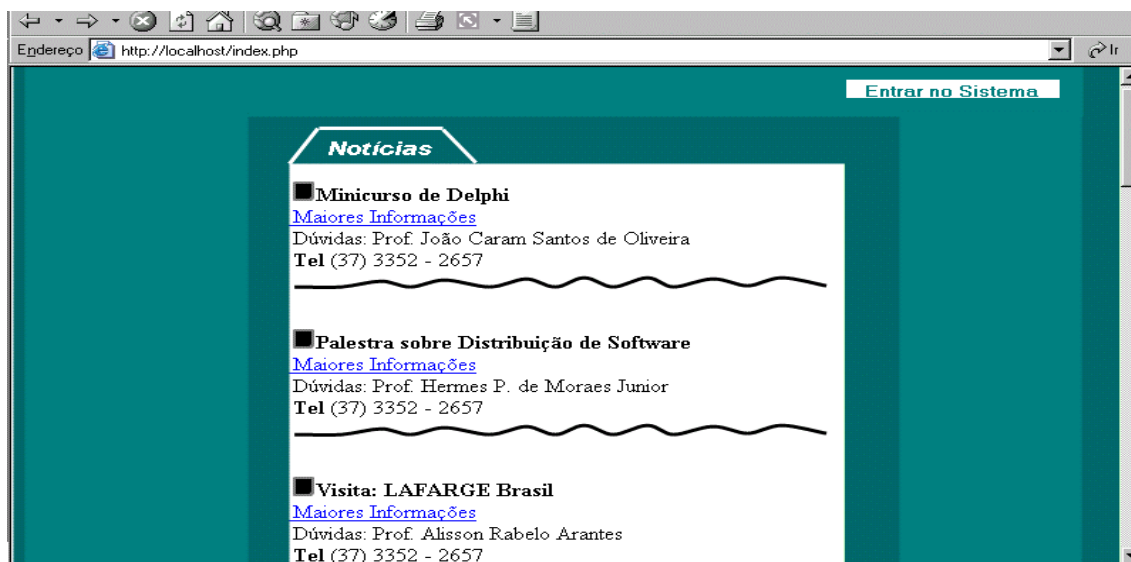 Endereço http://localhost/index.php Ir
Entrar no Sistema
Notícias
Minicurso de Delphi
Maiores Informações
Dúvidas: Prof. João Caram Santos de Oliveira
Tel (37) 3352 - 2657
Palestra sobre Distribuição de Software
Maiores Informações
Dúvidas: Prof. Hermes P. de Moraes Junior
Tel (37) 3352 - 2657
Visita: LAFARGE Brasil
Maiores Informações
Dúvidas: Prof. Alisson Rabelo Arantes
Tel (37) 3352 - 2657